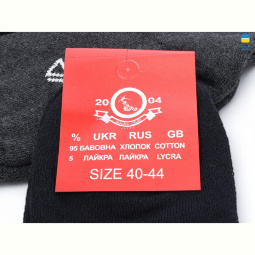 20 04
% UKR RUS GB
95 БАВОВНА ХЛОПОК COTTON
5 ЛАЙКРА ЛАЙКРА LYCRA
SIZE 40-44